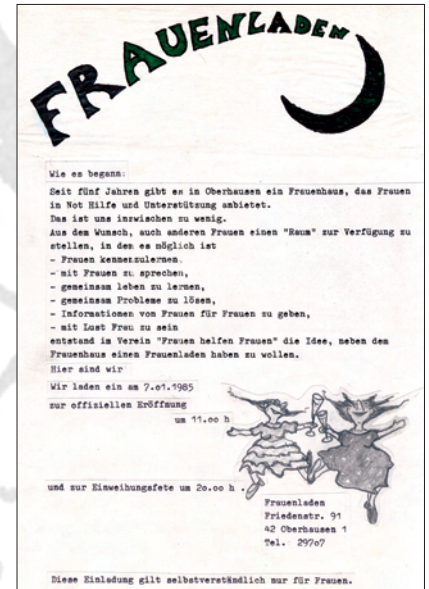 FRAUENLADEN
Wie es begann:
Seit fünf Jahren gibt es in Oberhausen ein Frauenhaus, das Frauen
in Not Hilfe und Unterstützung anbietet.
Das ist uns inzwischen zu wenig.
Aus dem Wunsch, auch anderen Frauen einen "Raum" zur Verfügung zu
stellen, in dem es möglich ist
- Frauen kennenzulernen,
- mit Frauen zu sprechen,
- gemeinsam leben zu lernen,
- gemeinsam Probleme zu lösen,
- Informationen von Frauen für Frauen zu geben,
- mit Lust Frau zu sein
entstand im Verein "Frauen helfen Frauen" die Idee, neben dem
Frauenhaus einen Frauenladen haben zu wollen.
Hier sind wir
Wir laden ein am 7.o1.1985
zur offiziellen Eröffnung
um 11.oo h
und zur Einweihungsfete um 2o.oo h .
Frauenladen
Friedenstr. 91
42 Oberhausen 1
Tel. 297o7
Diese Einladung gilt selbstverständlich nur für Frauen.